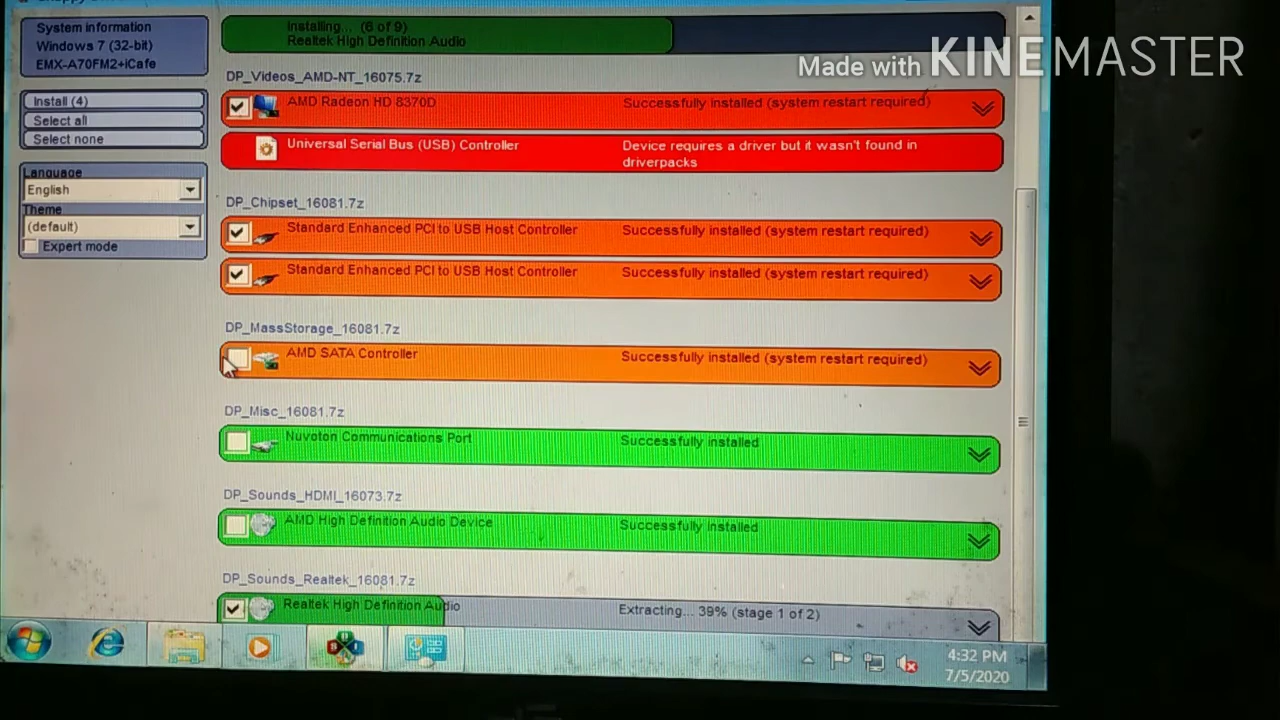 System information
Windows 7 (32-bit)
EMX-A70FM2+iCafe
Install (4)
Select all
Select none
Language
English
Theme
(default)
Expert mode
Installing... (6 of 9)
Realtek High Definition Audio
Made with KINEMASTER
DP_Videos_AMD-NT_16075.7z
AMD Radeon HD 8370D
Successfully installed (system restart required)
Universal Serial Bus (USB) Controller
Device requires a driver but it wasn't found in
driverpacks
DP_Chipset_16081.7z
Standard Enhanced PCI to USB Host Controller
Successfully installed (system restart required)
Standard Enhanced PCI to USB Host Controller
Successfully installed (system restart required)
DP_MassStorage_16081.7z
AMD SATA Controller
Successfully installed (system restart required)
DP_Misc_16081.7z
Nuvoton Communications Port
Successfully installed
DP_Sounds_HDMI_16073.7z
AMD High Definition Audio Device
Successfully installed
DP_Sounds_Realtek_16081.7z
Realtek High Definition Audio
Extracting... 39% (stage 1 of 2)
4:32 PM
7/5/2020